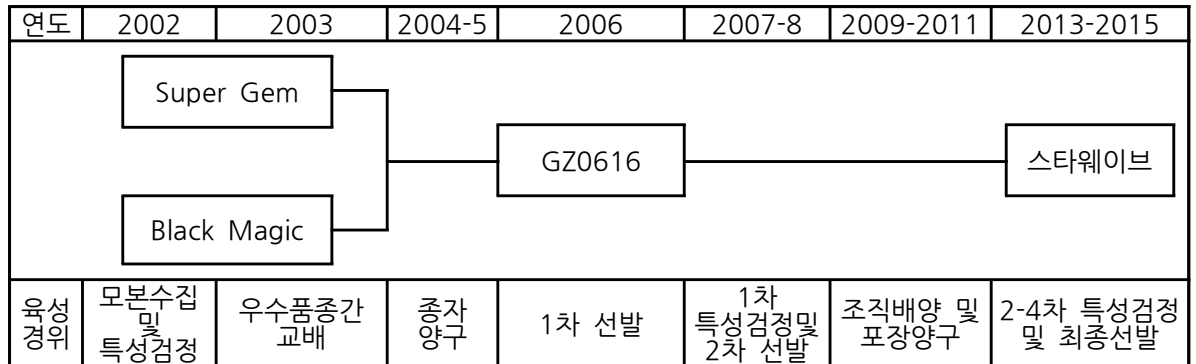 연도 2002 2003 2004-5 2006 2007-8 2009-2011 2013-2015
Super Gem
GZ0616 스타웨이브
Black Magic
육성
경위
모본수집
및
특성검정
우수품종간
교배
종자
양구
1차 선발
1차
특성검정및
2차 선발
조직배양 및
포장양구
2-4차 특성검정
및 최종선발